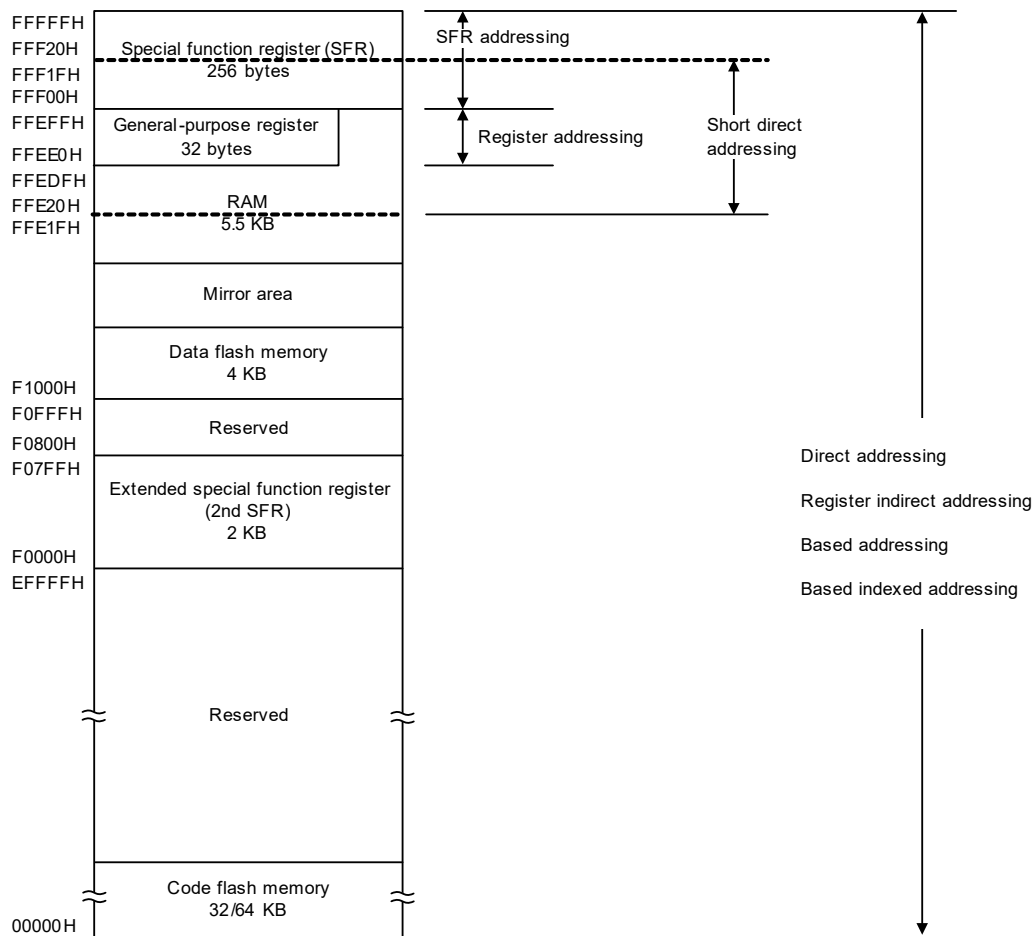 FFFFFH
FFF20H
FFF1FH
FFF00H
FFEFFH
FFEE0H
FFEDFH
FFE20H
FFE1FH
F1000H
F0FFFH
F0800H
F07FFH
F0000H
EFFFFH
00000H
Special function register (SFR)
256 bytes
General-purpose register
32 bytes
RAM
5.5 KB
Mirror area
Data flash memory
4 KB
Reserved
Extended special function register
(2nd SFR)
2 KB
Reserved
Code flash memory
32/64 KB
SFR addressing
Register addressing
Short direct
addressing
Direct addressing
Register indirect addressing
Based addressing
Based indexed addressing